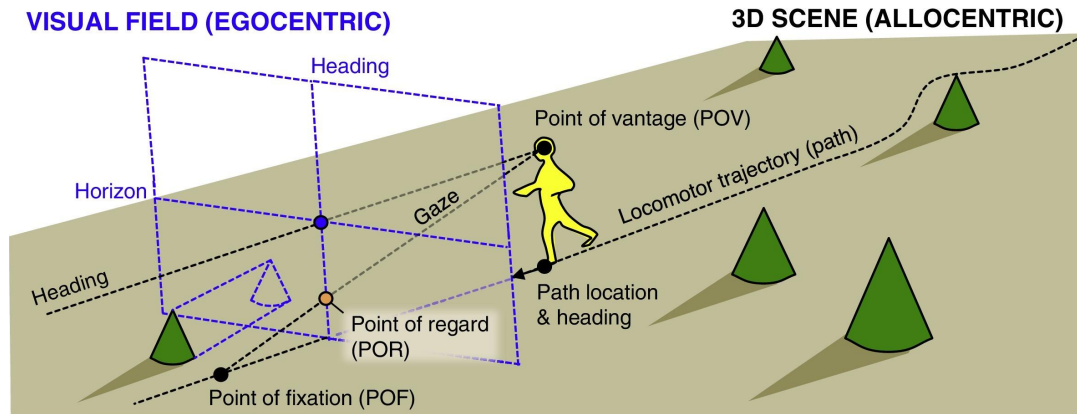 VISUAL FIELD (EGOCENTRIC)
3D SCENE (ALLOCENTRIC)
Heading
Point of vantage (POV)
Horizon
Gaze
Locomotor trajectory (path)
Heading
Path location
& heading
Point of regard
(POR)
Point of fixation (POF)